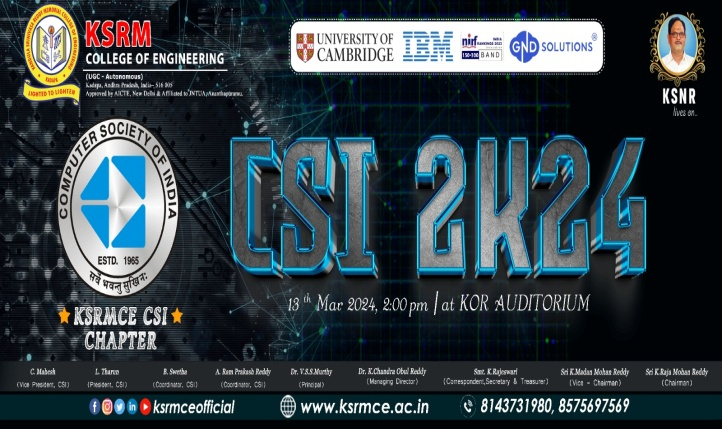 KSRM
COLLEGE OF ENGINEERING
(UGC - Autonomous)
Kadapa, Andhra Pradesh, India- 516 005
Approved by AICTE, New Delhi & Affiliated to JNTUA, Ananthapuramu.
KADAPA
UNIVERSITY OF
CAMBRIDGE
IBM
nirf
INDIA
RANKINGS 2023
BAND
GND SOLUTIONS
KSNR
lives on..
COMPUTER SOCIETY OF INDIA
ESTD. 1965
सर्वे भवन्तु सुखिनः
KSRMCE CSI
CHAPTER
CSI 2K24
13 th Mar 2024, 2:00 pm | at KOR AUDITORIUM
C. Mahesh
(Vice President, CSI)
L. Tharun
(President, CSI)
B. Swetha
(Coordinator, CSI)
A. Ram Prakash Reddy
(Coordinator, CSI)
Dr. V.S.S.Murthy
(Principal)
Dr. K.Chandra Obul Reddy
(Managing Director)
Smt. K.Rajeswari
(Correspondent,Secretary & Treasurer)
Sri K.Madan Mohan Reddy
(Vice - Chairman)
Sri K.Raja Mohan Reddy
(Chairman)
ksrmceofficial
www.ksrmce.ac.in
8143731980, 8575697569